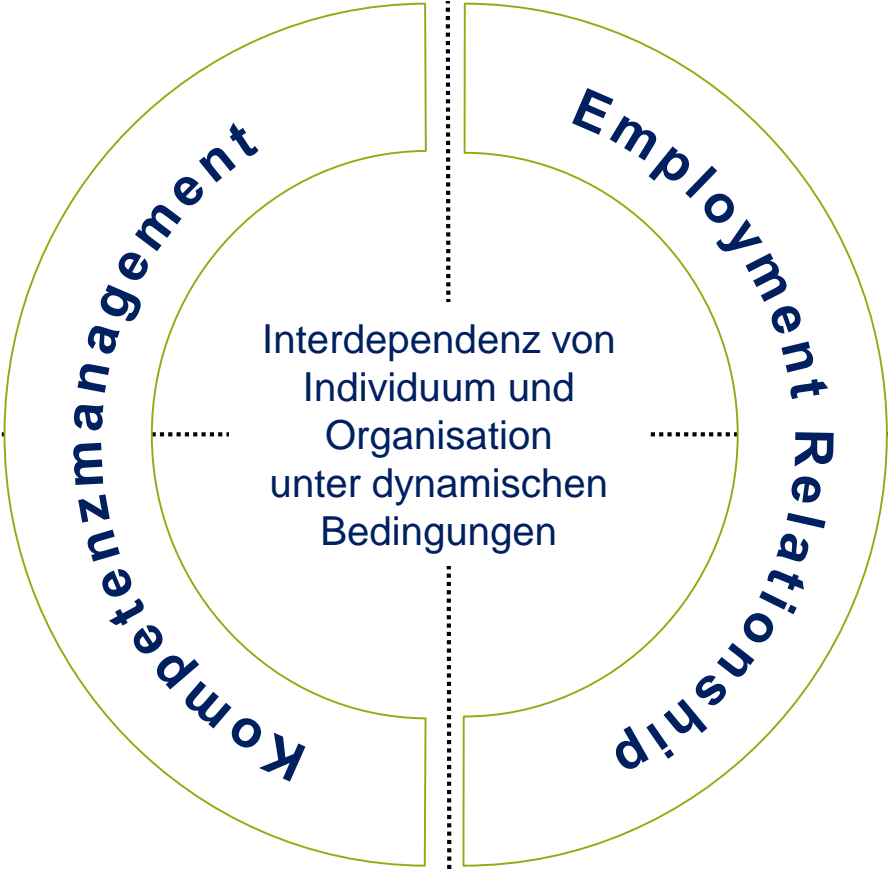 Kompetenzmanagement
Employment Relationship
Interdependenz von
Individuum und
Organisation
unter dynamischen
Bedingungen